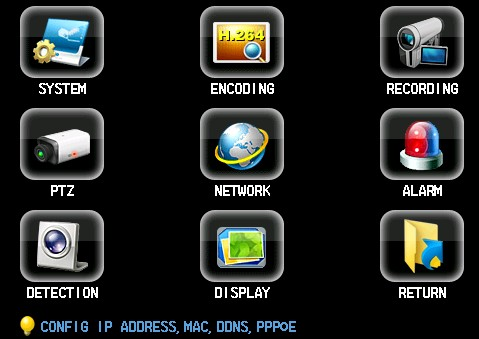 SYSTEM
H.264
ENCODING
RECORDING
PTZ
NETWORK
ALARM
DETECTION
DISPLAY
RETURN
CONFIG IP ADDRESS, MAC, DDNS, PPPoE